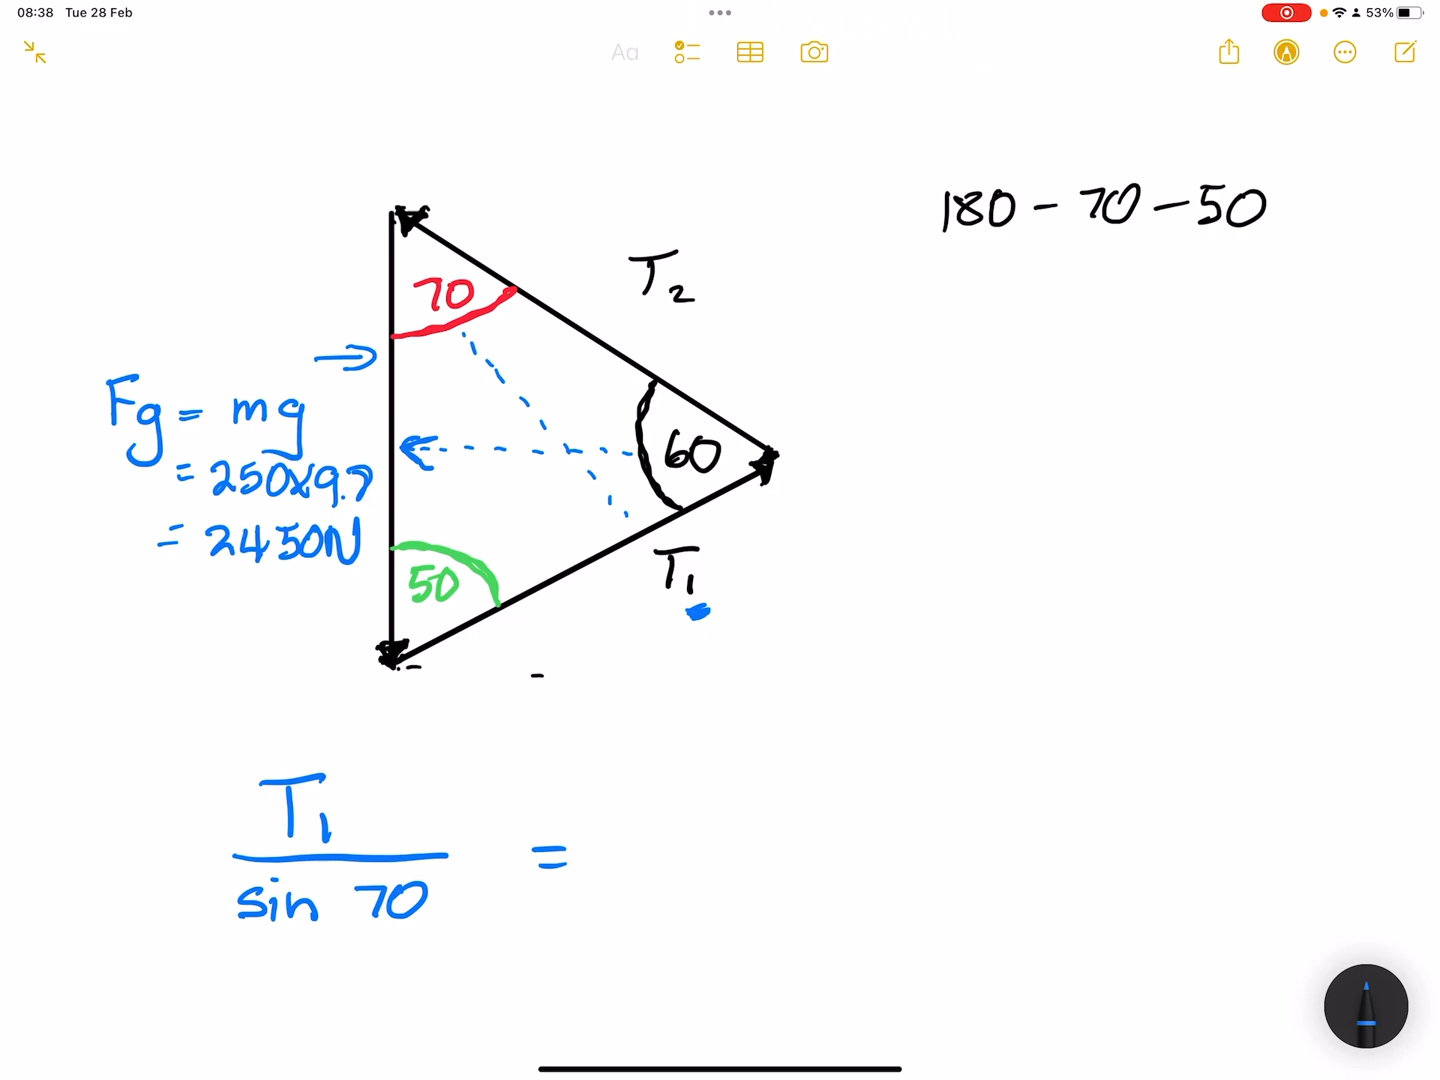 08:38 Tue 28 Feb
53%
Aa
180 - 70 - 50
T₂
70
Fg = mg
= 250x9.8
= 2450N
60
T₁
50
T₁
sin 70
=